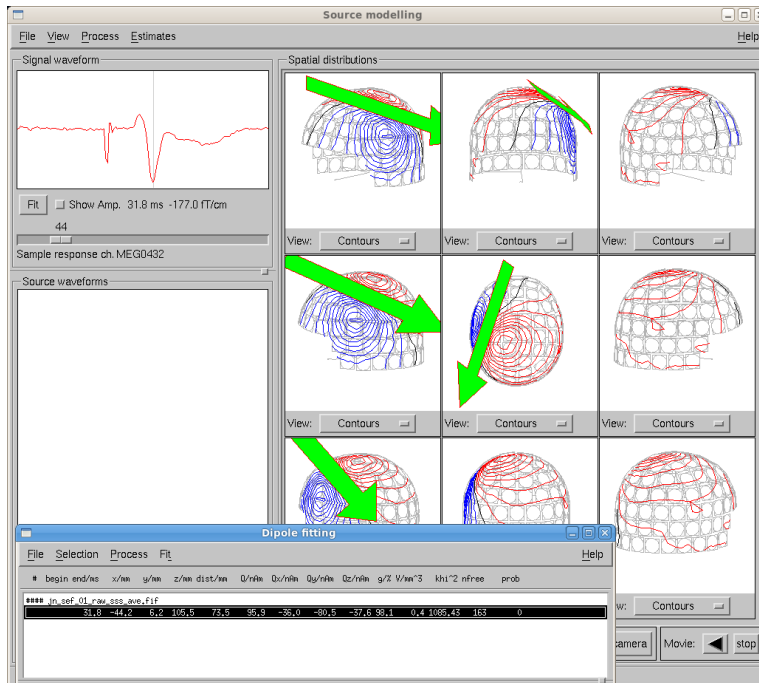 Source modelling
File View Process Estimates Help
Signal waveform
Fit Show Amp. 31.8 ms -177.0 fT/cm
44
Sample response ch. MEG0432
Source waveforms
Spatial distributions
View: Contours View: Contours View: Contours
View: Contours View: Contours View: Contours
Contours
Movie: stop
Dipole fitting
File Selection Process Fit Help
# begin end/ms x/mm y/mm z/mm dist/mm Q/nAm Qx/nAm Qy/nAm Qz/nAm g/% V/mm^3 khi^2 nfree prob
#### jn_sef_01_raw_sss_ave.fif
31.8 -44.2 6.2 105.5 73.5 95.9 -36.0 -80.5 -37.6 98.1 0.4 1085.43 163 0